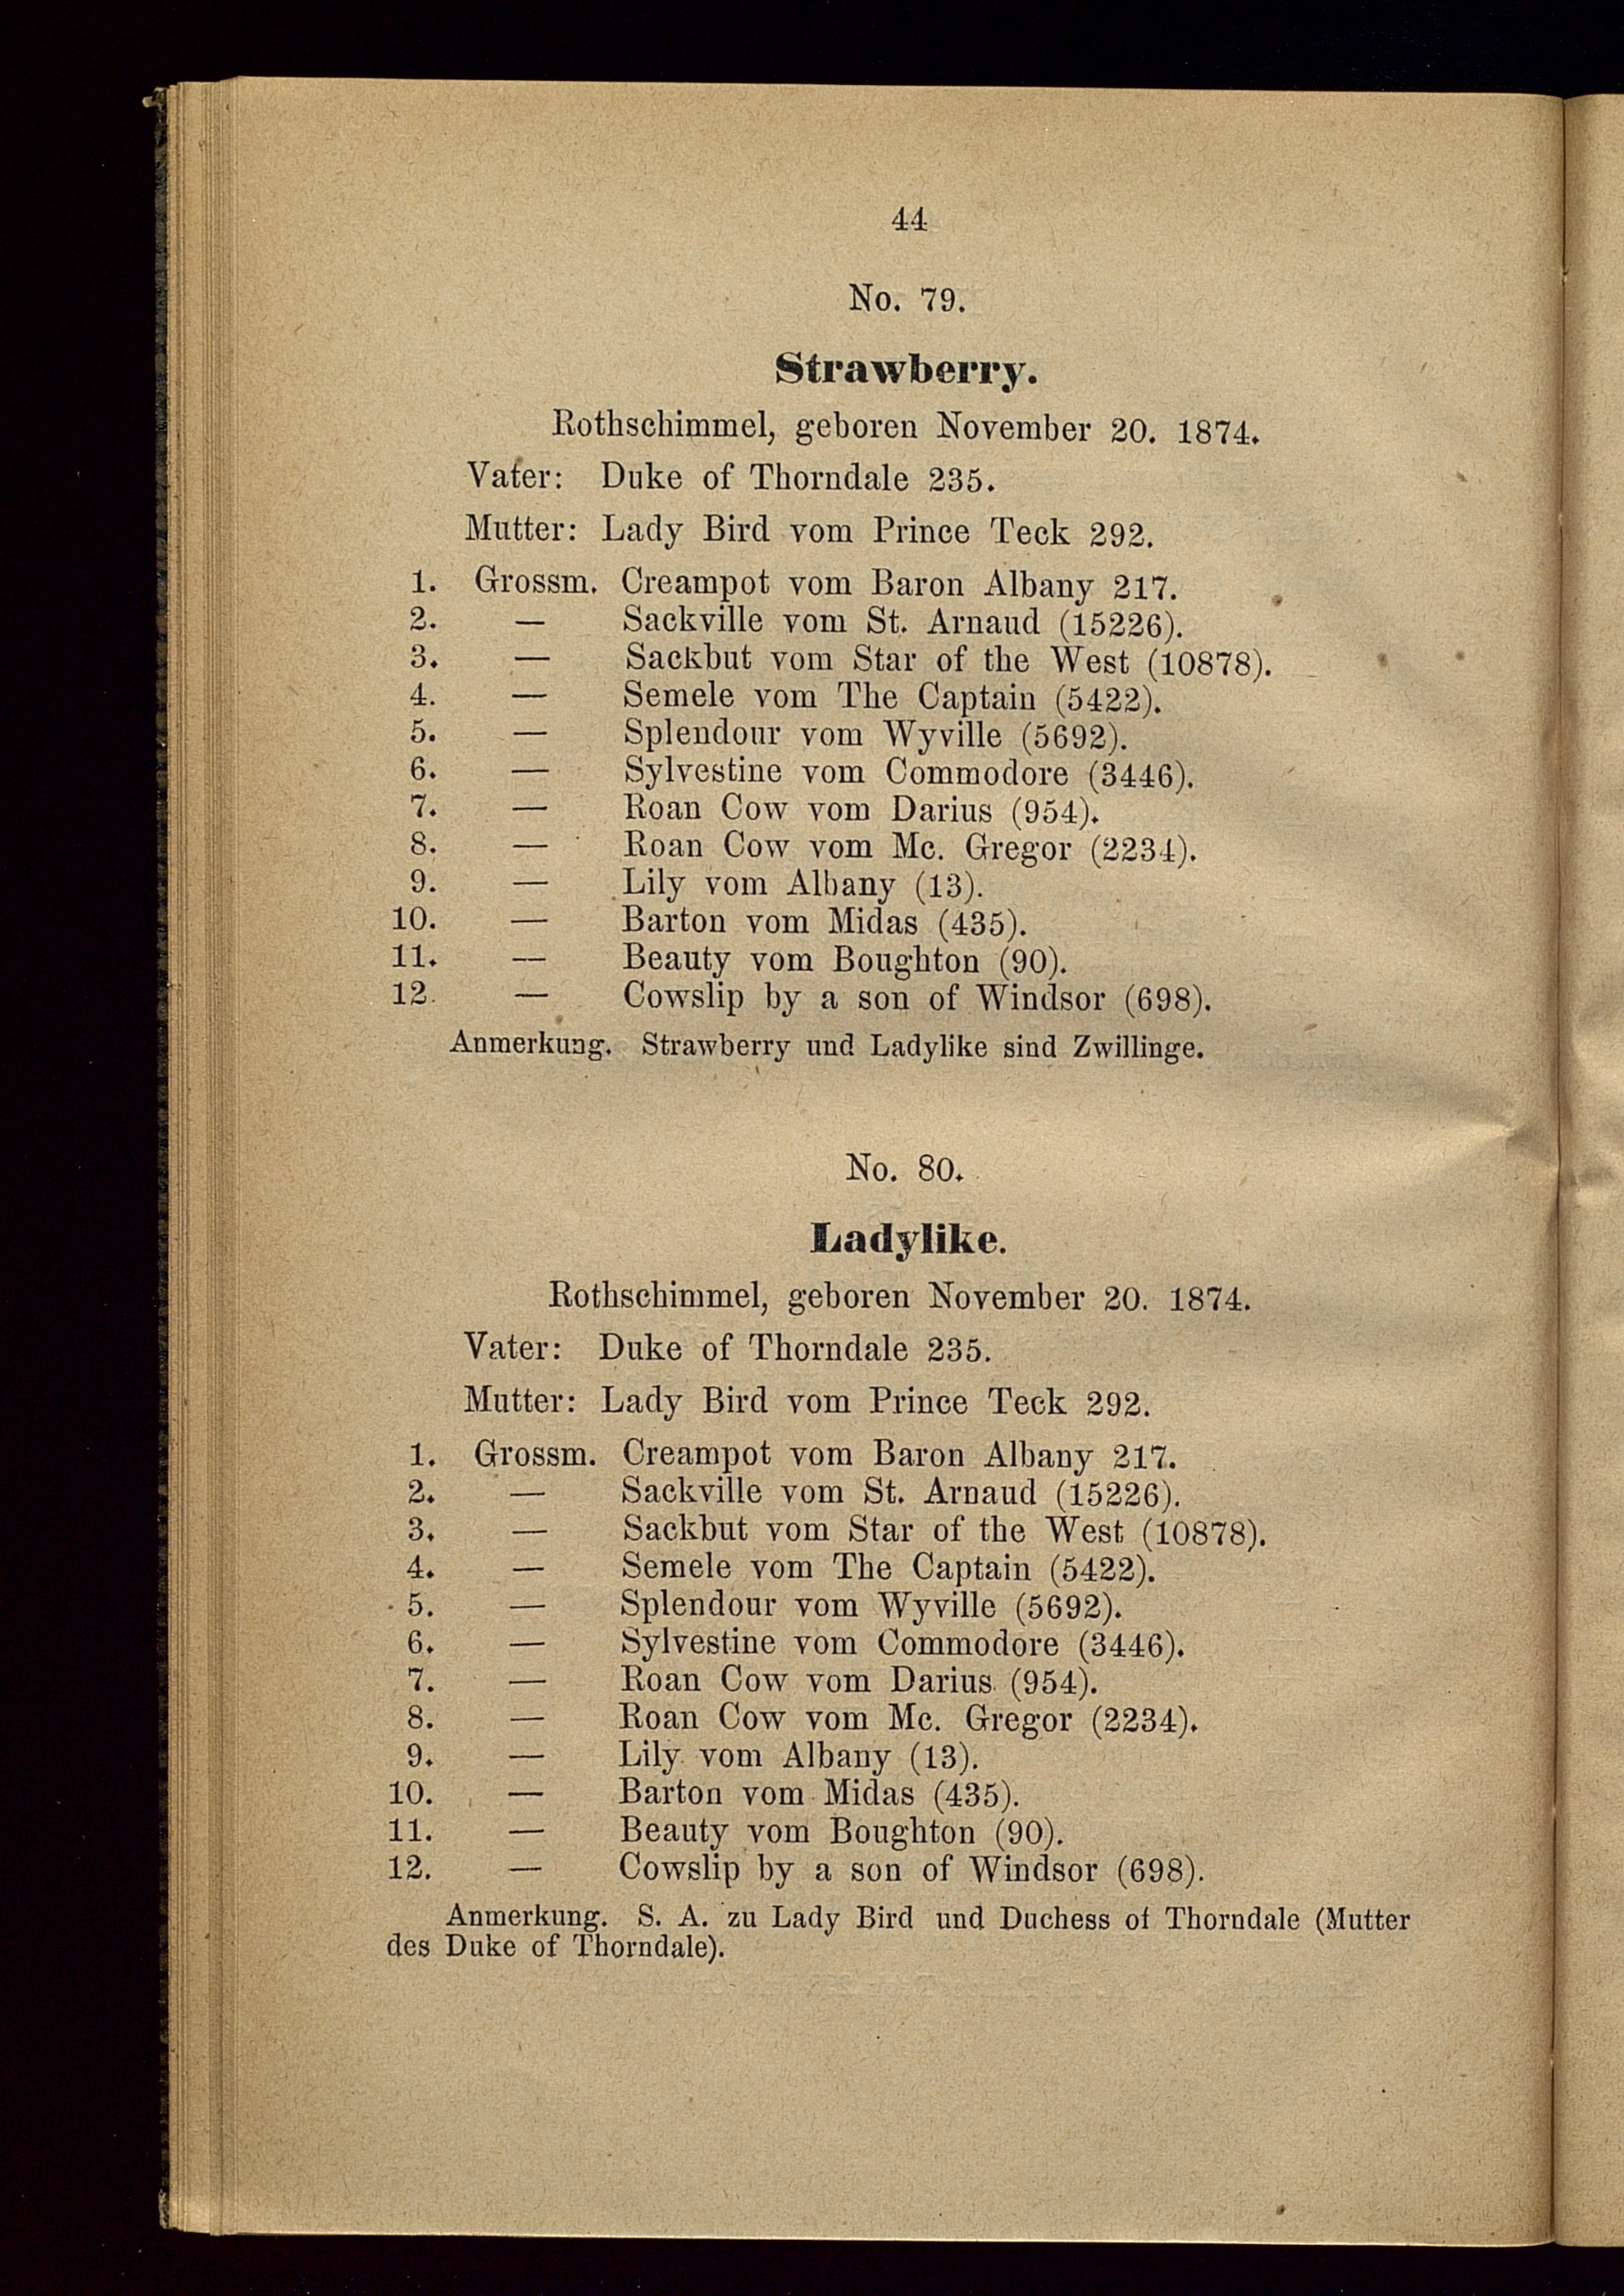 44
No. 79.
Strawberry.
Rothschimmel, geboren November 20. 1874.
Vater: Duke of Thorndale 235.
Mutter: Lady Bird vom Prince Teck 292.
1. Grossm. Creampot vom Baron Albany 217.
2. — Sackville vom St. Arnaud (15226).
3. — Sackbut vom Star of the West (10878).
4. — Semele vom The Captain (5422).
5. — Splendour vom Wyville (5692).
6. — Sylvestine vom Commodore (3446).
7. — Roan Cow vom Darius (954).
8. — Roan Cow vom Mc. Gregor (2234).
9. — Lily vom Albany (13).
10. — Barton vom Midas (435).
11. — Beauty vom Boughton (90).
12. — Cowslip by a son of Windsor (698).
Anmerkung. Strawberry und Ladylike sind Zwillinge.
No. 80.
Ladylike.
Rothschimmel, geboren November 20. 1874.
Vater: Duke of Thorndale 235.
Mutter: Lady Bird vom Prince Teck 292.
1. Grossm. Creampot vom Baron Albany 217.
2. — Sackville vom St. Arnaud (15226).
3. — Sackbut vom Star of the West (10878).
4. — Semele vom The Captain (5422).
5. — Splendour vom Wyville (5692).
6. — Sylvestine vom Commodore (3446).
7. — Roan Cow vom Darius (954).
8. — Roan Cow vom Mc. Gregor (2234).
9. — Lily vom Albany (13).
10. — Barton vom Midas (435).
11. — Beauty vom Boughton (90).
12. — Cowslip by a son of Windsor (698).
Anmerkung. S. A. zu Lady Bird und Duchess of Thorndale (Mutter
des Duke of Thorndale).